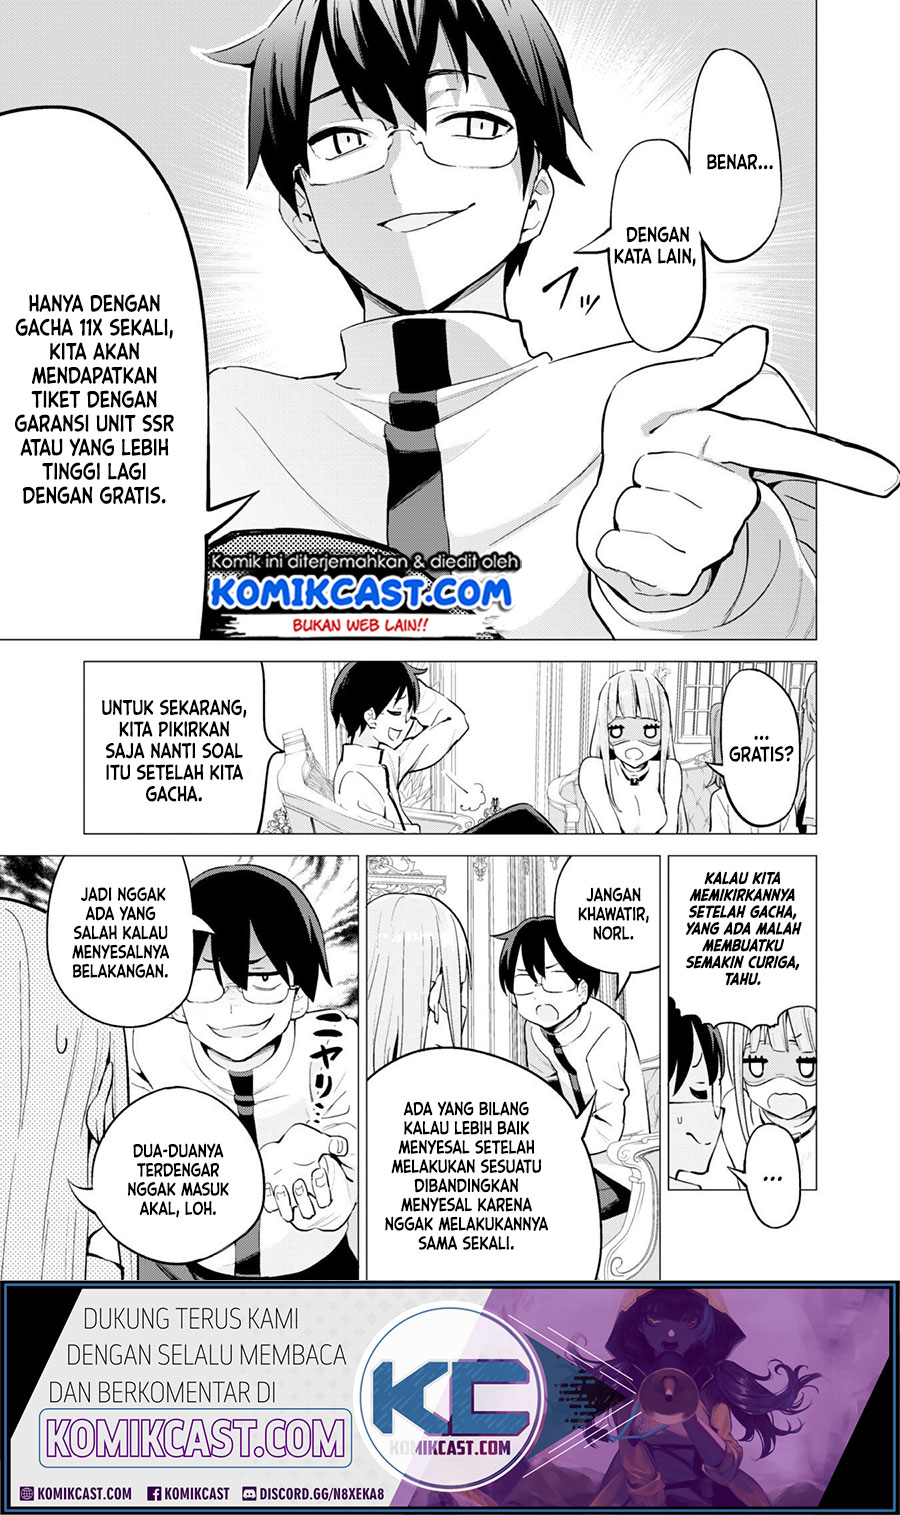 BENAR...
DENGAN
KATA LAIN,
HANYA DENGAN
GACHA 11X SEKALI,
KITA AKAN
MENDAPATKAN
TIKET DENGAN
GARANSI UNIT SSR
ATAU YANG LEBIH
TINGGI LAGI
DENGAN GRATIS.
Komik ini diterjemahkan & diedit oleh
KOMIKCAST.COM
BUKAN WEB LAIN!!
...
GRATIS?
UNTUK SEKARANG,
KITA PIKIRKAN
SAJA NANTI SOAL
ITU SETELAH KITA
GACHA.
KALAU KITA
MEMIKIRKANNYA
SETELAH GACHA,
YANG ADA MALAH
MEMBUATKU
SEMAKIN CURIGA,
TAHU.
...
JANGAN
KHAWATIR,
NORL.
ADA YANG BILANG
KALAU LEBIH BAIK
MENYESAL SETELAH
MELAKUKAN SESUATU
DIBANDINGKAN
MENYESAL KARENA
NGGAK MELAKUKANNYA
SAMA SEKALI.
JADI NGGAK
ADA YANG
SALAH KALAU
MENYESALNYA
BELAKANGAN.
ニヤリ
DUA-DUANYA
TERDENGAR
NGGAK MASUK
AKAL, LOH.
DUKUNG TERUS KAMI
DENGAN SELALU MEMBACA
DAN BERKOMENTAR DI
KOMIKCAST.COM
KOMIKCAST.COM KOMIKCAST DISCORD.GG/N8XEKA8
KC
KOMIKCAST.COM